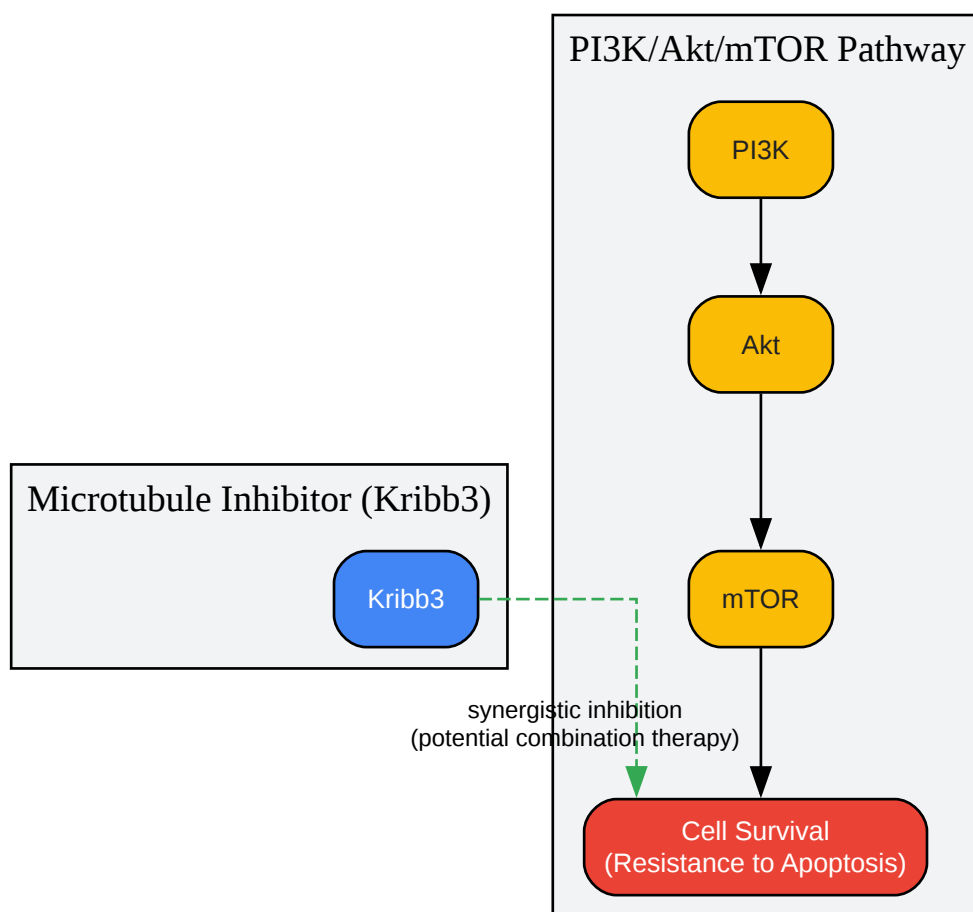 PI3K/Akt/mTOR Pathway
PI3K
Akt
Microtubule Inhibitor (Kribb3)
Kribb3
mTOR
synergistic inhibition
(potential combination therapy)
Cell Survival
(Resistance to Apoptosis)